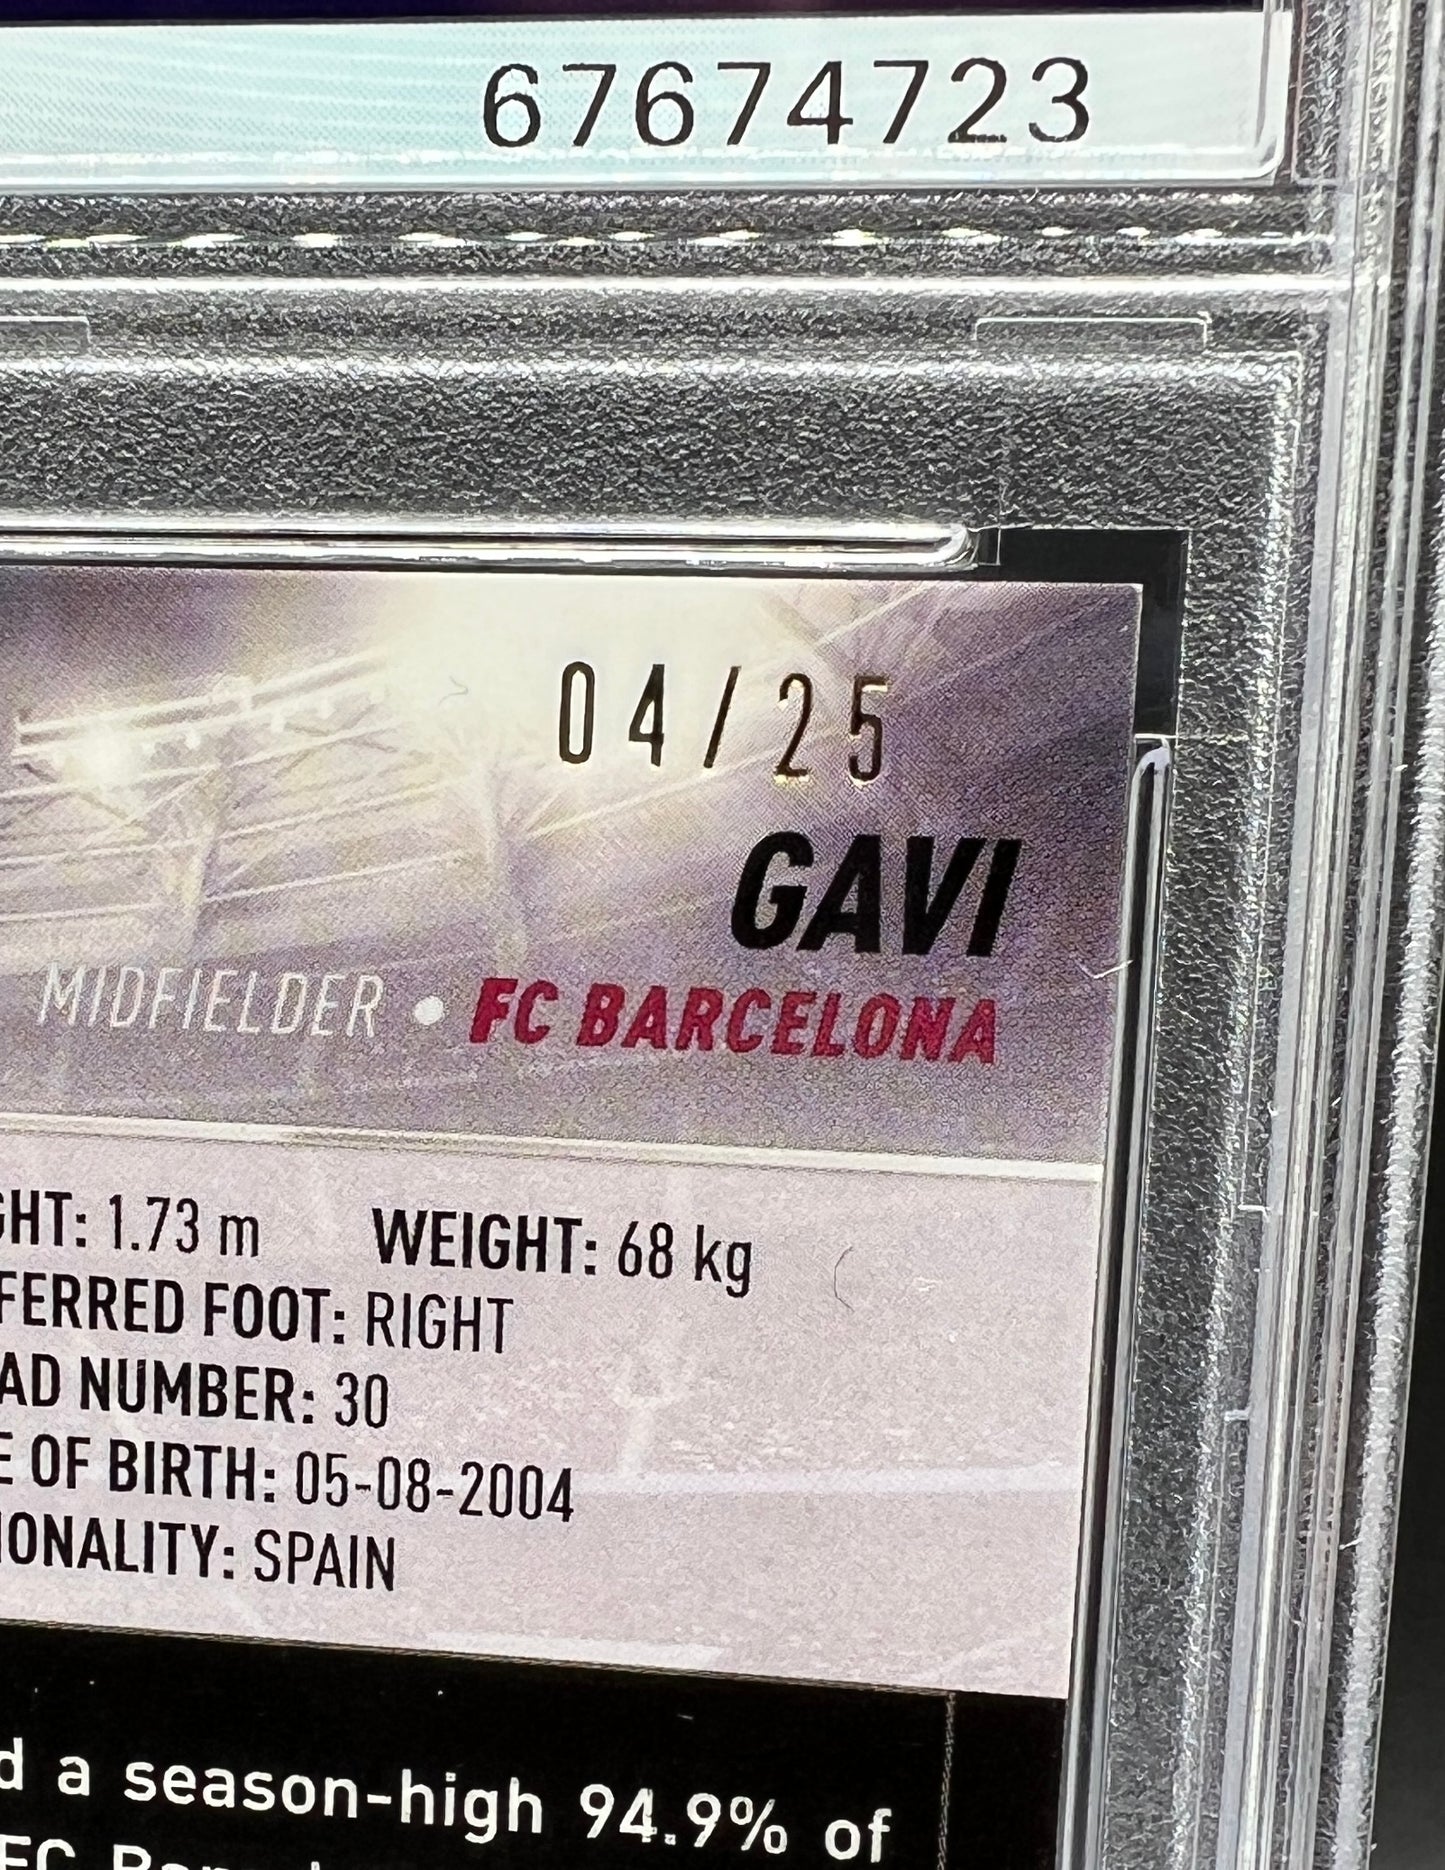 67674723
04/25
GAVI
MIDFIELDER • FC BARCELONA
GHT: 1.73 m WEIGHT: 68 kg
FERRED FOOT: RIGHT
AD NUMBER: 30
E OF BIRTH: 05-08-2004
IONALITY: SPAIN
d a season-high 94.9% of
FC